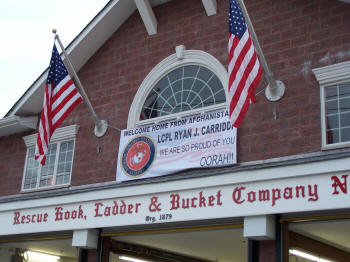 WELCOME HOME FROM AFGHANISTAN
LCPL RYAN J. CARRIDO
WE ARE SO PROUD OF YOU
OORAH!!!
Rescue Hook, Ladder & Bucket Company N
Org. 1879